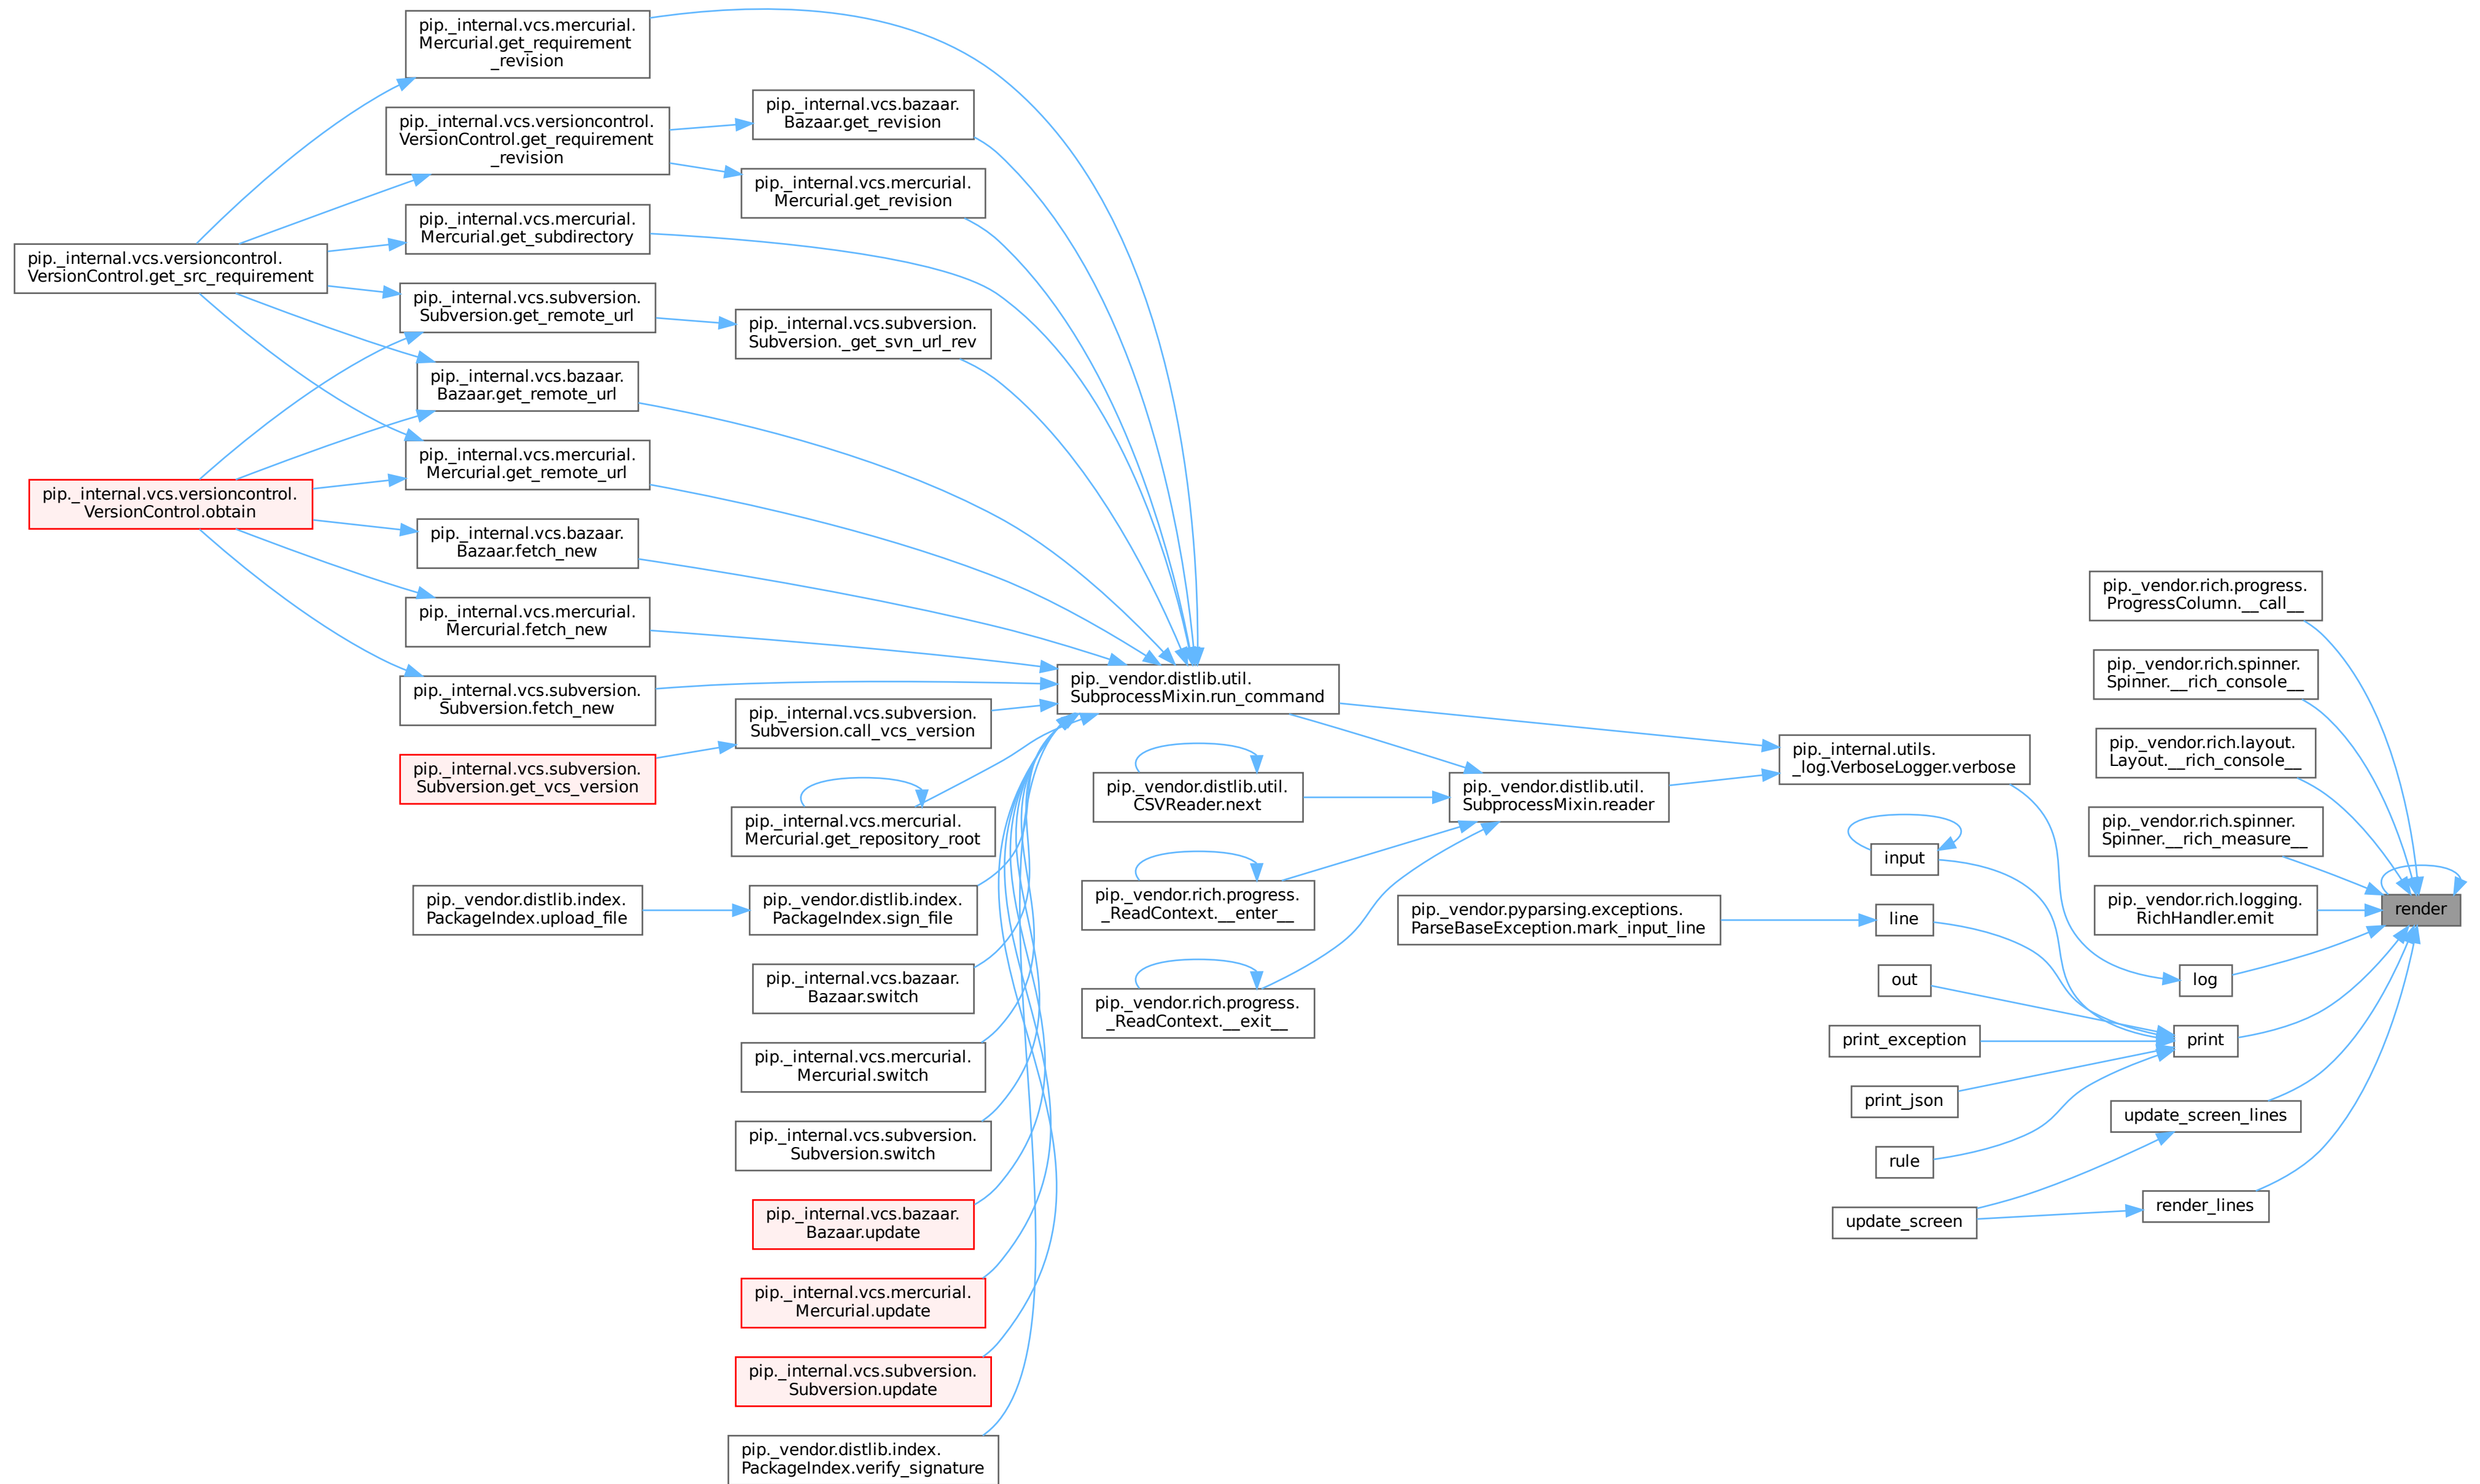 pip._internal.vcs.mercurial.
Mercurial.get_requirement
_revision
pip._internal.vcs.versioncontrol.
VersionControl.get_requirement
_revision
pip._internal.vcs.bazaar.
Bazaar.get_revision
pip._internal.vcs.mercurial.
Mercurial.get_revision
pip._internal.vcs.mercurial.
Mercurial.get_subdirectory
pip._internal.vcs.versioncontrol.
VersionControl.get_src_requirement
pip._internal.vcs.subversion.
Subversion.get_remote_url
pip._internal.vcs.subversion.
Subversion._get_svn_url_rev
pip._internal.vcs.bazaar.
Bazaar.get_remote_url
pip._internal.vcs.mercurial.
Mercurial.get_remote_url
pip._internal.vcs.versioncontrol.
VersionControl.obtain
pip._internal.vcs.bazaar.
Bazaar.fetch_new
pip._internal.vcs.mercurial.
Mercurial.fetch_new
pip._internal.vcs.subversion.
Subversion.fetch_new
pip._internal.vcs.subversion.
Subversion.get_vcs_version
pip._internal.vcs.subversion.
Subversion.call_vcs_version
pip._internal.vcs.mercurial.
Mercurial.get_repository_root
pip._vendor.distlib.index.
PackageIndex.upload_file
pip._vendor.distlib.index.
PackageIndex.sign_file
pip._internal.vcs.bazaar.
Bazaar.switch
pip._internal.vcs.mercurial.
Mercurial.switch
pip._internal.vcs.subversion.
Subversion.switch
pip._internal.vcs.bazaar.
Bazaar.update
pip._internal.vcs.mercurial.
Mercurial.update
pip._internal.vcs.subversion.
Subversion.update
pip._vendor.distlib.index.
PackageIndex.verify_signature
pip._vendor.distlib.util.
SubprocessMixin.run_command
pip._vendor.distlib.util.
CSVReader.next
pip._vendor.rich.progress.
_ReadContext.__enter__
pip._vendor.rich.progress.
_ReadContext.__exit__
pip._vendor.distlib.util.
SubprocessMixin.reader
pip._vendor.pyparsing.exceptions.
ParseBaseException.mark_input_line
pip._internal.utils.
_log.VerboseLogger.verbose
input
line
out
print_exception
print_json
rule
update_screen
pip._vendor.rich.progress.
ProgressColumn.__call__
pip._vendor.rich.spinner.
Spinner.__rich_console__
pip._vendor.rich.layout.
Layout.__rich_console__
pip._vendor.rich.spinner.
Spinner.__rich_measure__
pip._vendor.rich.logging.
RichHandler.emit
log
print
update_screen_lines
render_lines
render